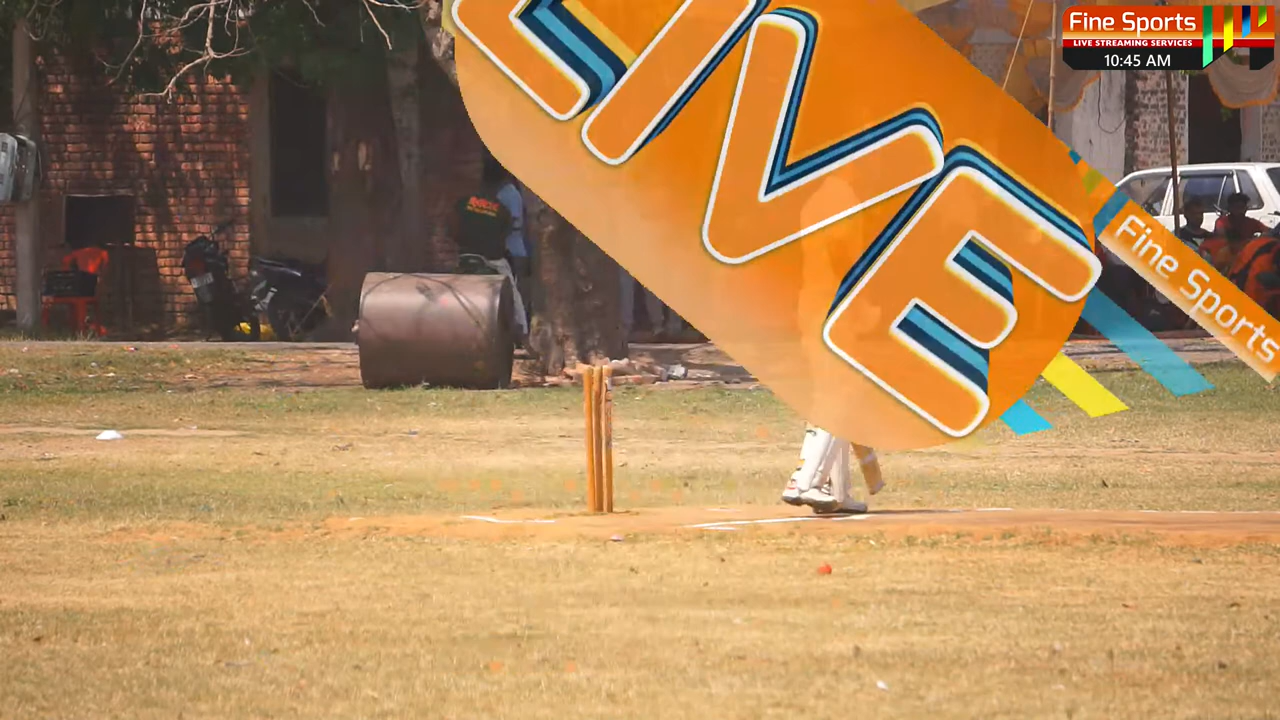 Fine Sports
LIVE STREAMING SERVICES
10:45 AM
LIVE
Fine Sports